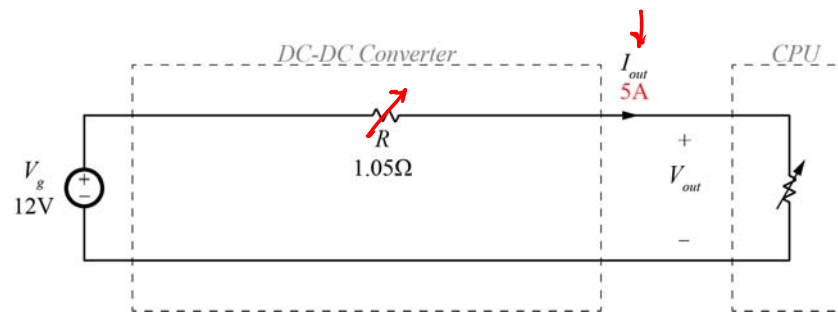 DC-DC Converter
CPU
I_out
5A
R
1.05Ω
V_g
12V
+
−
+
V_out
−